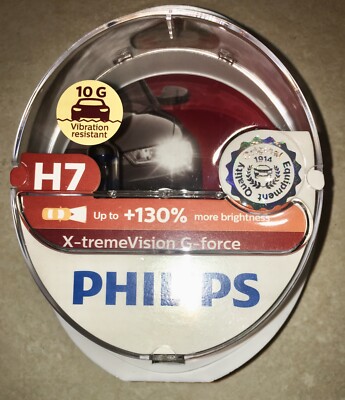 10 G
Vibration
resistant
H7
Quality
1914
Equipment
Up to +130% more brightness
X-tremeVision G-force
PHILIPS